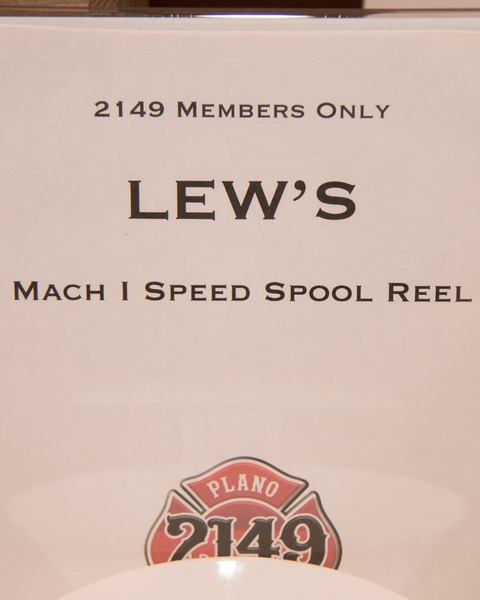 2149 MEMBERS ONLY
LEW'S
MACH I SPEED SPOOL REEL
PLANO
2149